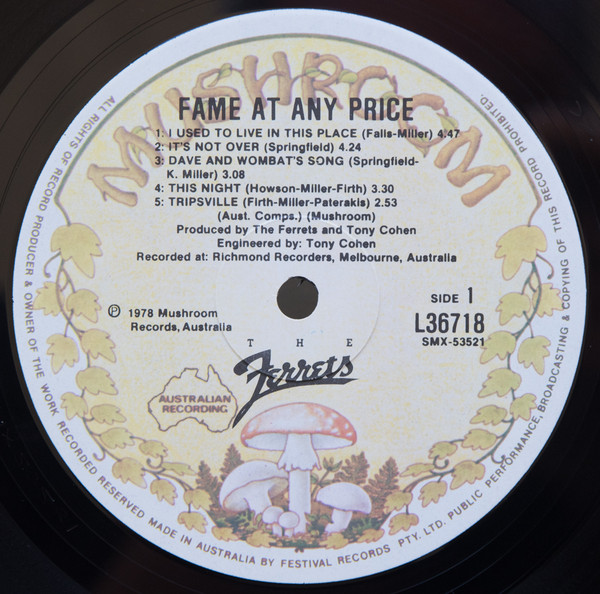 MUSHROOM
FAME AT ANY PRICE
1: I USED TO LIVE IN THIS PLACE (Falls-Miller) 4.47
2: IT'S NOT OVER (Springfield) 4.24
3: DAVE AND WOMBAT'S SONG (Springfield-
K. Miller) 3.08
4: THIS NIGHT (Howson-Miller-Firth) 3.30
5: TRIPSVILLE (Firth-Miller-Paterakis) 2.53
(Aust. Comps.) (Mushroom)
Produced by The Ferrets and Tony Cohen
Engineered by: Tony Cohen
Recorded at: Richmond Recorders, Melbourne, Australia
℗ 1978 Mushroom
Records, Australia
SIDE 1
L36718
SMX-53521
THE
Ferrets
AUSTRALIAN
RECORDING
ALL RIGHTS OF RECORD PRODUCER & OWNER OF THE WORK RECORDED RESERVED MADE IN AUSTRALIA BY FESTIVAL RECORDS PTY. LTD. PUBLIC PERFORMANCE, BROADCASTING & COPYING OF THIS RECORD PROHIBITED.